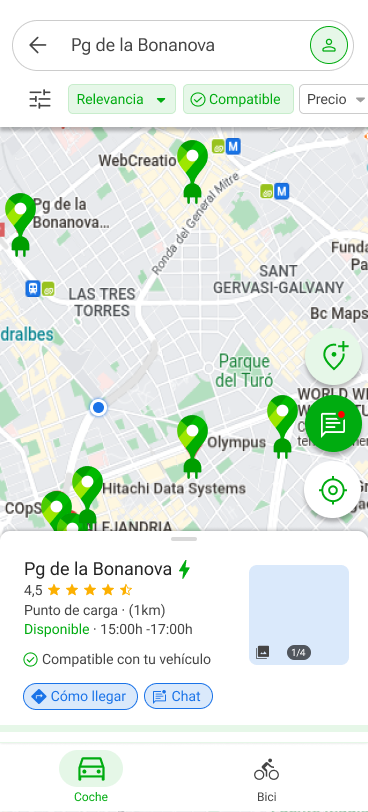 Pg de la Bonanova
Relevancia
Compatible
Precio
WebCreatio
M
M
Ronda del General Mitre
Pg de la
Bonanova...
Funda
Pa
SANT
GERVASI-GALVANY
LAS TRES
TORRES
Bc Maps
dralbes
Parque
del Turó
WORLD WI
Olympus
Hitachi Data Systems
COpS
ALEJANDRIA
Pg de la Bonanova
4,5
Punto de carga · (1km)
Disponible · 15:00h -17:00h
Compatible con tu vehículo
1/4
Cómo llegar
Chat
Coche
Bici